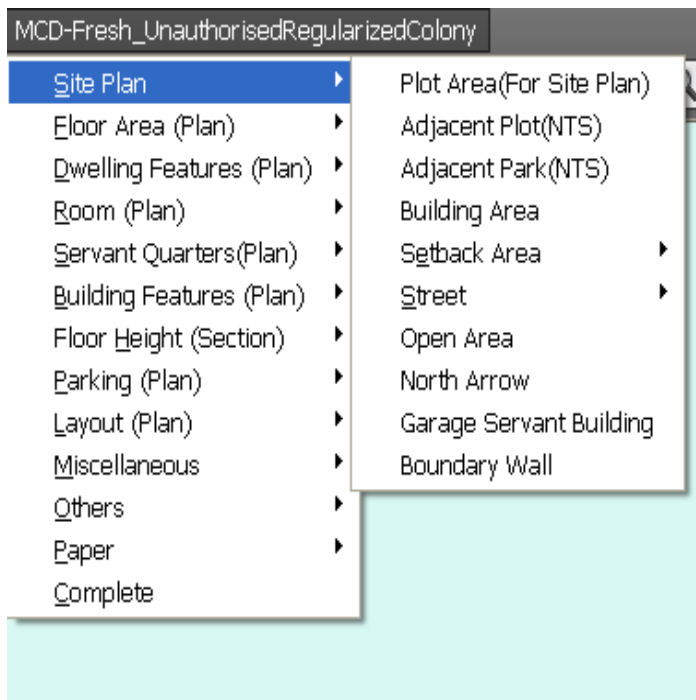 MCD-Fresh_UnauthorisedRegularizedColony
Site Plan
Floor Area (Plan)
Dwelling Features (Plan)
Room (Plan)
Servant Quarters(Plan)
Building Features (Plan)
Floor Height (Section)
Parking (Plan)
Layout (Plan)
Miscellaneous
Others
Paper
Complete
Plot Area(For Site Plan)
Adjacent Plot(NTS)
Adjacent Park(NTS)
Building Area
Setback Area
Street
Open Area
North Arrow
Garage Servant Building
Boundary Wall